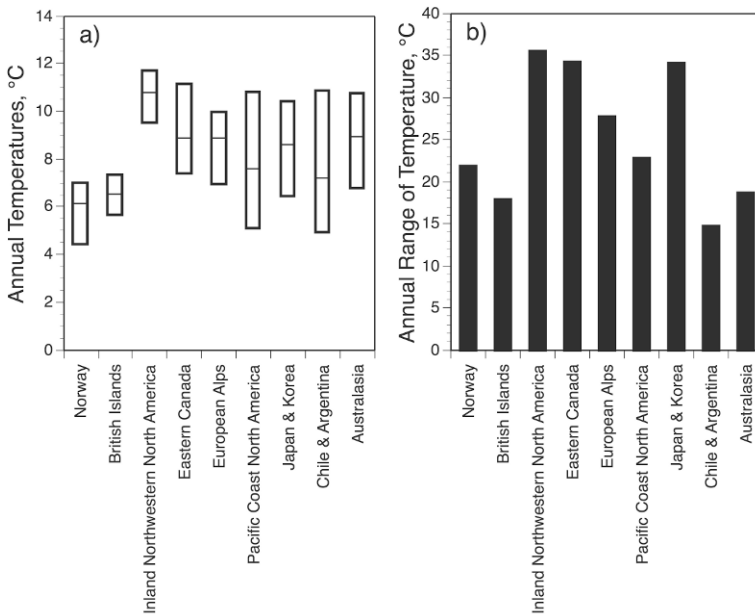 a)
Annual Temperatures, °C
14
12
10
8
6
4
2
0
Norway
British Islands
Inland Northwestern North America
Eastern Canada
European Alps
Pacific Coast North America
Japan & Korea
Chile & Argentina
Australasia
b)
Annual Range of Temperature, °C
40
35
30
25
20
15
10
5
0
Norway
British Islands
Inland Northwestern North America
Eastern Canada
European Alps
Pacific Coast North America
Japan & Korea
Chile & Argentina
Australasia